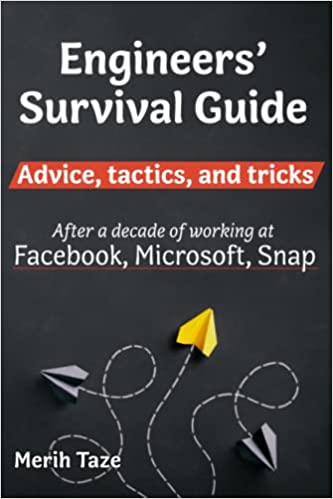 Engineers’
Survival Guide
Advice, tactics, and tricks
After a decade of working at
Facebook, Microsoft, Snap
Merih Taze